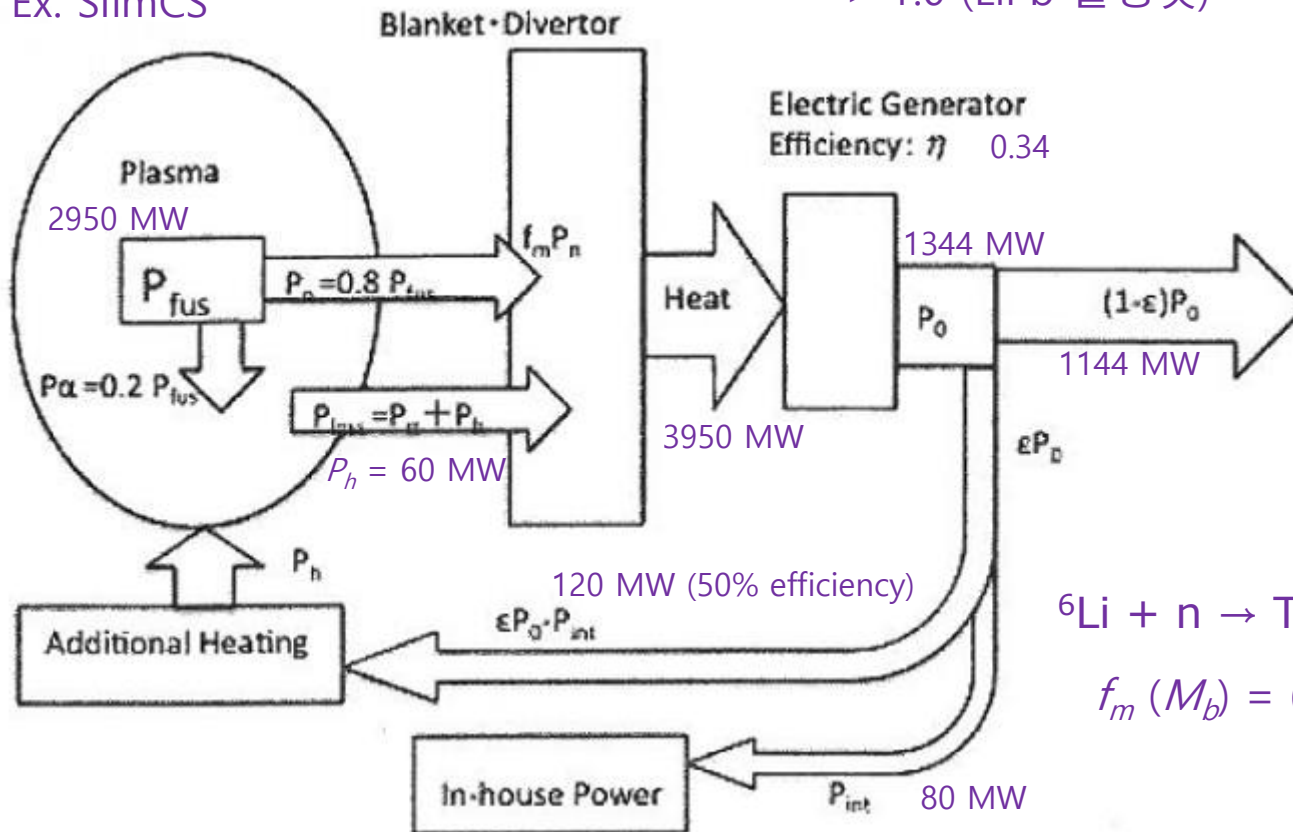 Ex. SlimCS
Blanket・Divertor
Electric Generator
Efficiency: η 0.34
Plasma
2950 MW
P_fus
P_n=0.8 P_fus
f_mP_n
Heat
1344 MW
P_0
(1-ε)P_0
1144 MW
Pα=0.2 P_fus
P_loss=P_α+P_h
P_h = 60 MW
3950 MW
εP_0
P_h
120 MW (50% efficiency)
εP_0-P_int
Additional Heating
⁶Li + n → T
f_m (M_b) =
In-house Power
P_int 80 MW